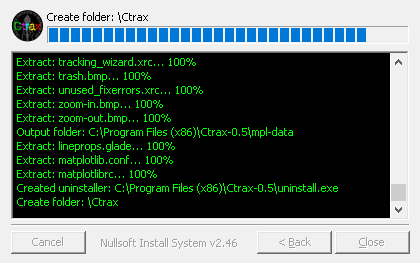 Ctrax
Create folder: \Ctrax
Extract: tracking_wizard.xrc... 100%
Extract: trash.bmp... 100%
Extract: unused_fixerrors.xrc... 100%
Extract: zoom-in.bmp... 100%
Extract: zoom-out.bmp... 100%
Output folder: C:\Program Files (x86)\Ctrax-0.5\mpl-data
Extract: lineprops.glade... 100%
Extract: matplotlib.conf... 100%
Extract: matplotlibrc... 100%
Created uninstaller: C:\Program Files (x86)\Ctrax-0.5\uninstall.exe
Create folder: \Ctrax
Cancel
Nullsoft Install System v2.46
< Back
Close